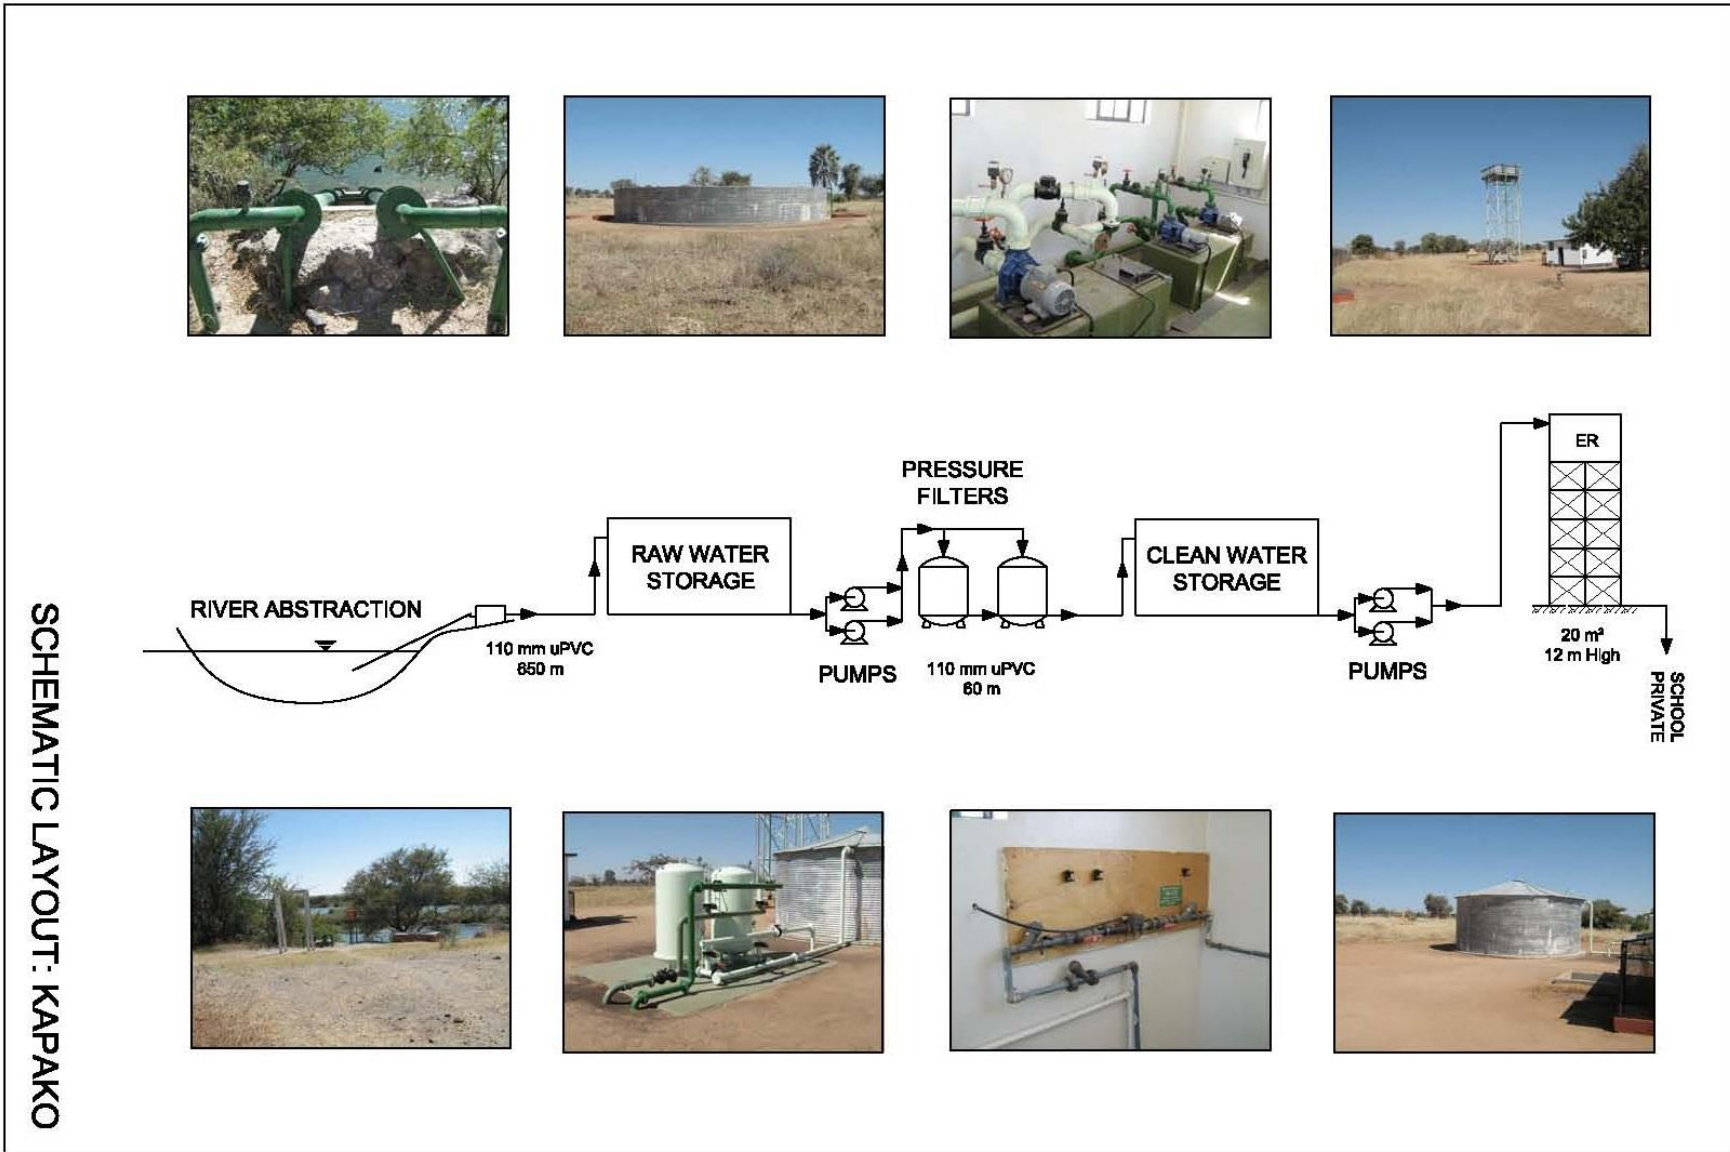 SCHEMATIC LAYOUT: KAPAKO
RIVER ABSTRACTION
110 mm uPVC
650 m
RAW WATER
STORAGE
PUMPS
PRESSURE
FILTERS
110 mm uPVC
60 m
CLEAN WATER
STORAGE
PUMPS
ER
20 m³
12 m High
SCHOOL
PRIVATE